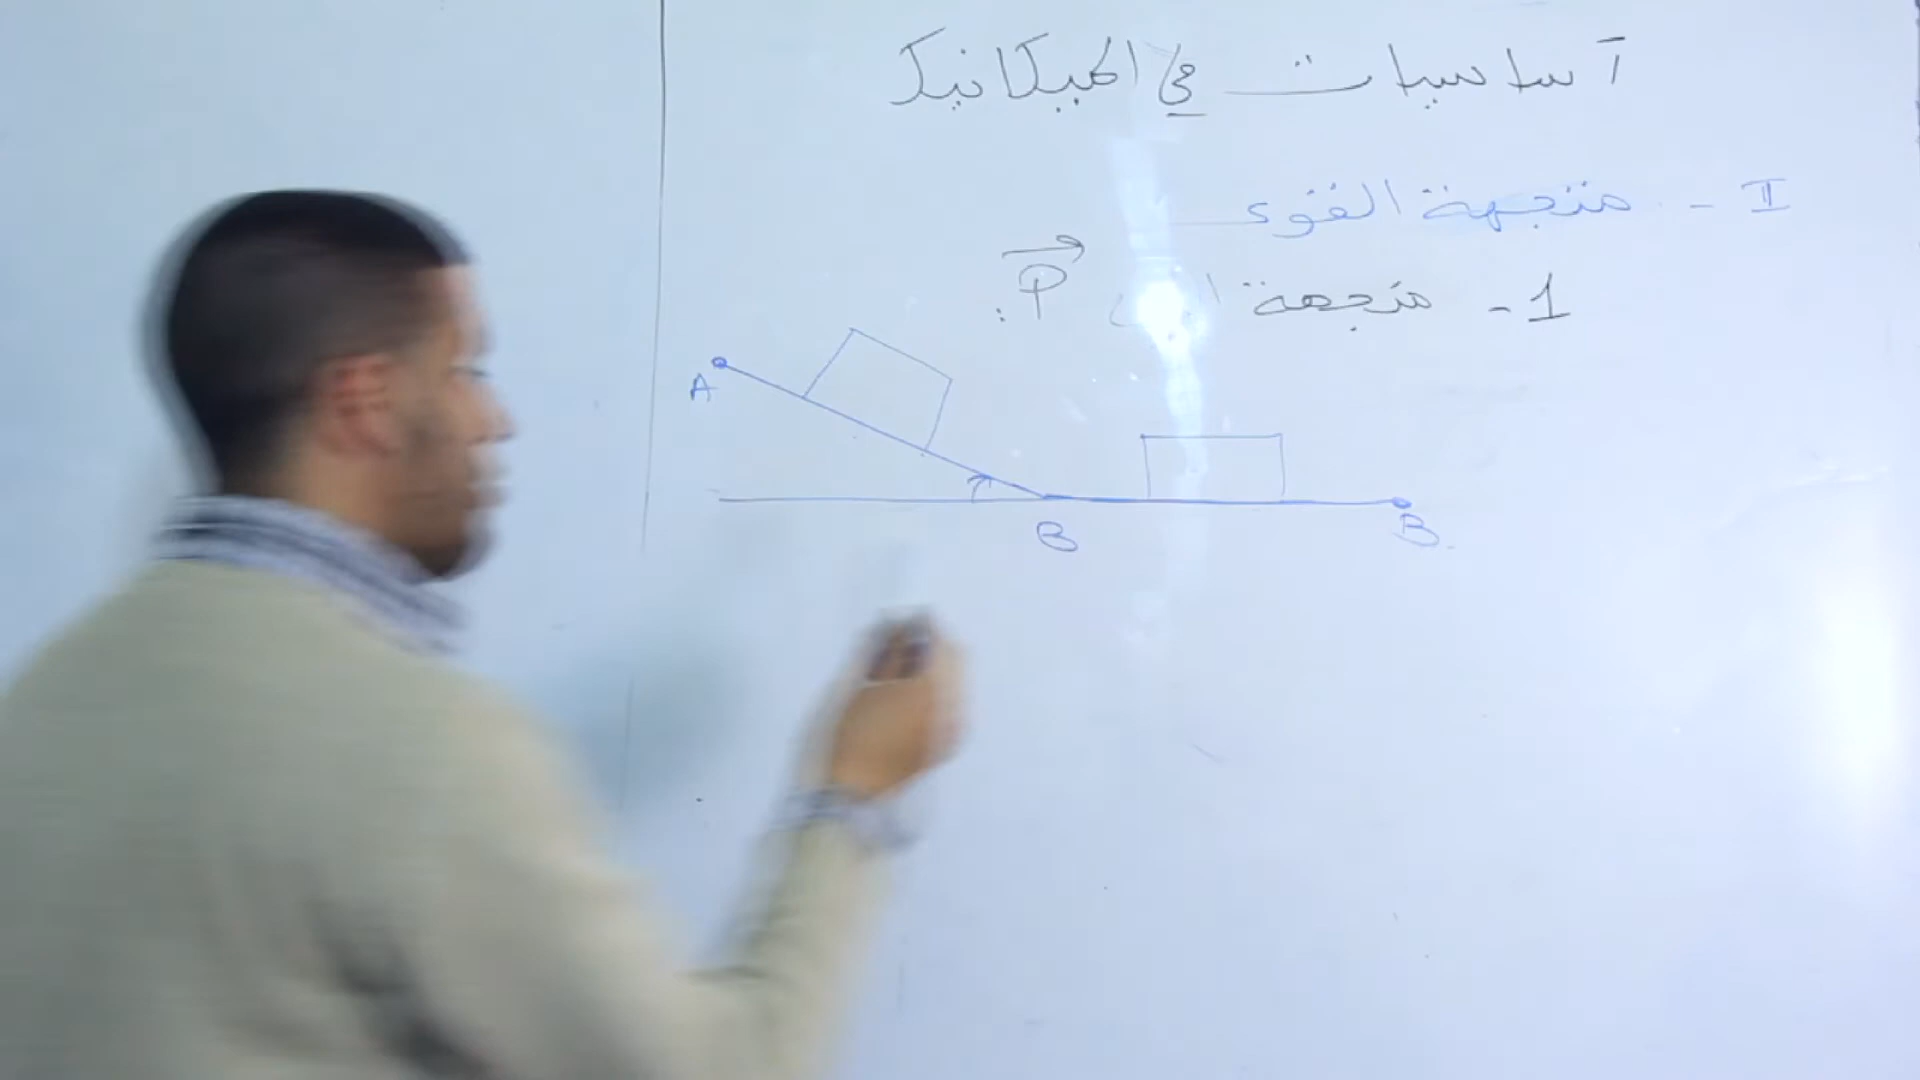 أساسيات في الميكانيك
I - متجهة القوى
1 - متجهة P :
A
B
B